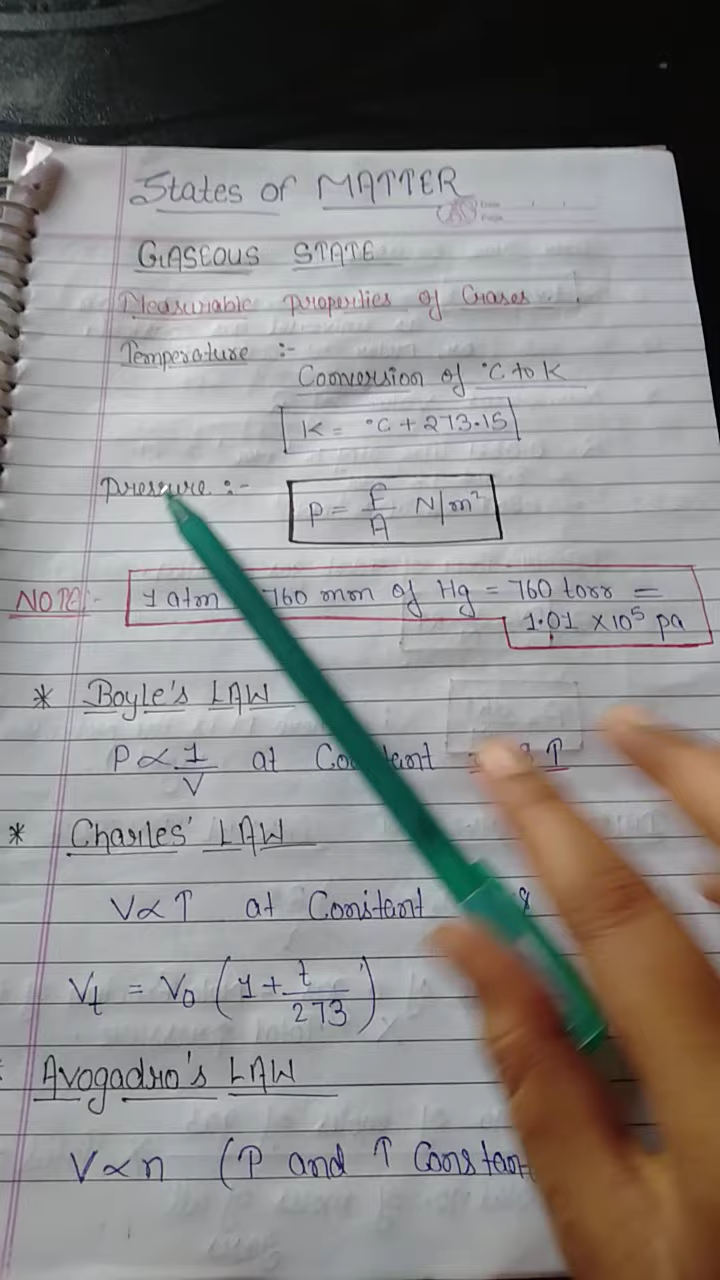 States of MATTER
GASEOUS STATE
Measurable properties of Gases
Temperature :-
Conversion of °C to K
K = °C + 273.15
Pressure :-
P = F/A N/m²
NOTE:- 1 atm 760 mm of Hg = 760 torr =
1.01 × 10⁵ pa
* Boyle's LAW
P ∝ 1/V at Constant
* Charles' LAW
V ∝ T at Constant
Vt = V0 (1 + t/273)
Avogadro's LAW
V ∝ n (P and T Constant